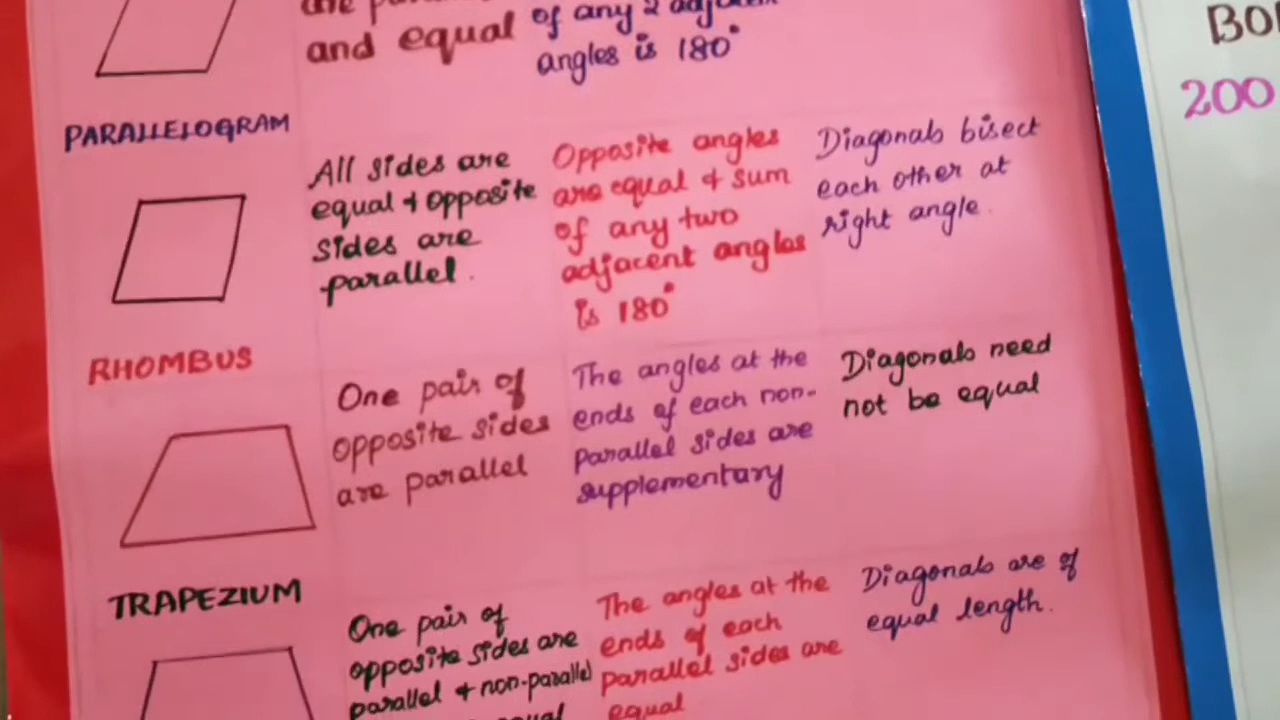 and equal
of any 2
angles is 180°
PARALLELOGRAM
All sides are
equal & opposite
sides are
parallel.
Opposite angles
are equal & sum
of any two
adjacent angles
is 180°
Diagonals bisect
each other at
right angle.
RHOMBUS
One pair of
opposite sides
are parallel
The angles at the
ends of each non-
parallel sides are
supplementary
Diagonals need
not be equal
TRAPEZIUM
One pair of
opposite sides are
parallel & non-parallel
The angles at the
ends of each
parallel sides are
equal
Diagonals are of
equal length.
200